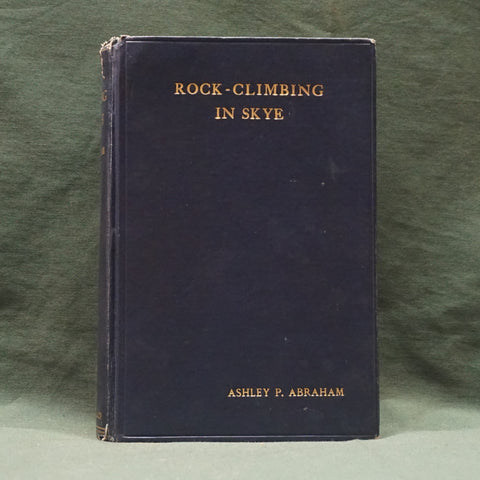 ROCK-CLIMBING
IN SKYE
ASHLEY P. ABRAHAM